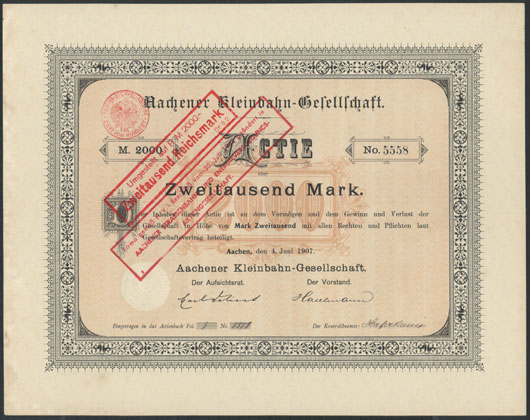 Aachener Kleinbahn-Gesellschaft.
M. 2000
ACTIE
No. 5558
über
Zweitausend Mark.
Der Inhaber dieser Actie ist an dem Vermögen und dem Gewinn und Verlust der
Gesellschaft in Höhe von Mark Zweitausend mit allen Rechten und Pflichten laut
Gesellschaftsvertrag beteiligt.
Aachen, den 4. Juni 1907.
Aachener Kleinbahn-Gesellschaft.
Der Aufsichtsrat. Der Vorstand.
Eingetragen in das Actienbuch Fol. No. 5558
Der Kontrollbeamte:
Umgestellt RM 2000-
Zweitausend Reichsmark
AKTIENGESELLSCHAFT.